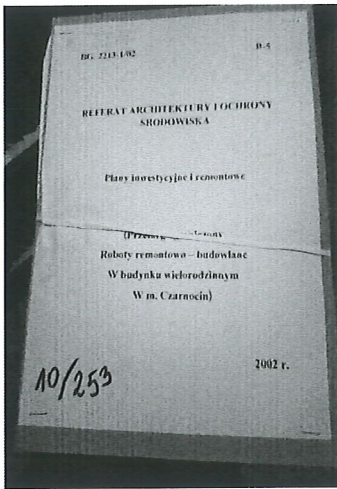 BG. 2213-1/02 B-5
REFERAT ARCHITEKTURY I OCHRONY
ŚRODOWISKA
Plany inwestycyjne i remontowe
Roboty remontowo – budowlane
W budynku wielorodzinnym
W m. Czarnocin)
2002 r.
10/253